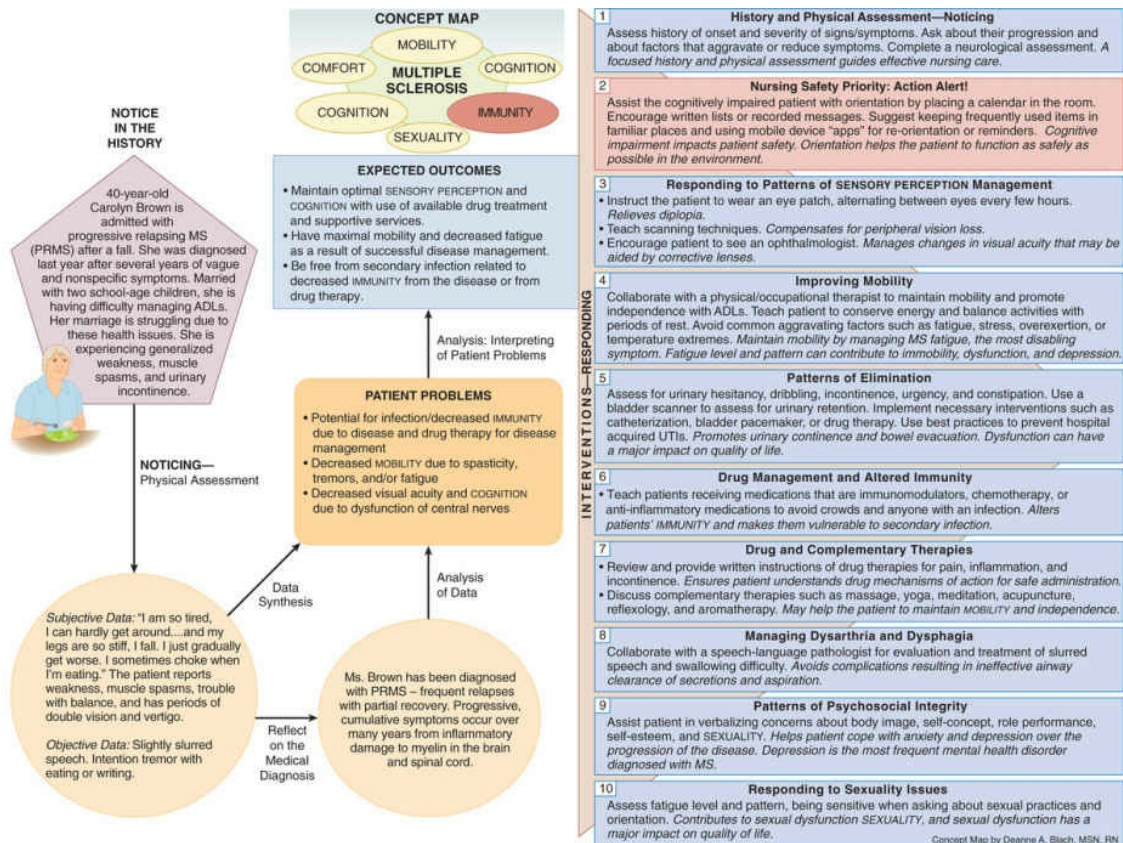 CONCEPT MAP
MOBILITY
COMFORT
COGNITION
MULTIPLE
SCLEROSIS
COGNITION
IMMUNITY
SEXUALITY
NOTICE
IN THE
HISTORY
40-year-old
Carolyn Brown is
admitted with
progressive relapsing MS
(PRMS) after a fall. She was diagnosed
last year after several years of vague
and nonspecific symptoms. Married
with two school-age children, she is
having difficulty managing ADLs.
Her marriage is struggling due to
these health issues. She is
experiencing generalized
weakness, muscle
spasms, and urinary
incontinence.
NOTICING—
Physical Assessment
Subjective Data: “I am so tired,
I can hardly get around....and my
legs are so stiff, I fall. I just gradually
get worse. I sometimes choke when
I’m eating.” The patient reports
weakness, muscle spasms, trouble
with balance, and has periods of
double vision and vertigo.
Objective Data: Slightly slurred
speech. Intention tremor with
eating or writing.
Data
Synthesis
Reflect
on the
Medical
Diagnosis
Ms. Brown has been diagnosed
with PRMS – frequent relapses
with partial recovery. Progressive,
cumulative symptoms occur over
many years from inflammatory
damage to myelin in the brain
and spinal cord.
Analysis
of Data
PATIENT PROBLEMS
• Potential for infection/decreased IMMUNITY
due to disease and drug therapy for disease
management
• Decreased MOBILITY due to spasticity,
tremors, and/or fatigue
• Decreased visual acuity and COGNITION
due to dysfunction of central nerves
Analysis: Interpreting
of Patient Problems
EXPECTED OUTCOMES
• Maintain optimal SENSORY PERCEPTION and
COGNITION with use of available drug treatment
and supportive services.
• Have maximal mobility and decreased fatigue
as a result of successful disease management.
• Be free from secondary infection related to
decreased IMMUNITY from the disease or from
drug therapy.
INTERVENTIONS—RESPONDING
1 History and Physical Assessment—Noticing
Assess history of onset and severity of signs/symptoms. Ask about their progression and
about factors that aggravate or reduce symptoms. Complete a neurological assessment. A
focused history and physical assessment guides effective nursing care.
2 Nursing Safety Priority: Action Alert!
Assist the cognitively impaired patient with orientation by placing a calendar in the room.
Encourage written lists or recorded messages. Suggest keeping frequently used items in
familiar places and using mobile device “apps” for re-orientation or reminders. Cognitive
impairment impacts patient safety. Orientation helps the patient to function as safely as
possible in the environment.
3 Responding to Patterns of SENSORY PERCEPTION Management
• Instruct the patient to wear an eye patch, alternating between eyes every few hours.
Relieves diplopia.
• Teach scanning techniques. Compensates for peripheral vision loss.
• Encourage patient to see an ophthalmologist. Manages changes in visual acuity that may be
aided by corrective lenses.
4 Improving Mobility
Collaborate with a physical/occupational therapist to maintain mobility and promote
independence with ADLs. Teach patient to conserve energy and balance activities with
periods of rest. Avoid common aggravating factors such as fatigue, stress, overexertion, or
temperature extremes. Maintain mobility by managing MS fatigue, the most disabling
symptom. Fatigue level and pattern can contribute to immobility, dysfunction, and depression.
5 Patterns of Elimination
Assess for urinary hesitancy, dribbling, incontinence, urgency, and constipation. Use a
bladder scanner to assess for urinary retention. Implement necessary interventions such as
catheterization, bladder pacemaker, or drug therapy. Use best practices to prevent hospital
acquired UTIs. Promotes urinary continence and bowel evacuation. Dysfunction can have
a major impact on quality of life.
6 Drug Management and Altered Immunity
• Teach patients receiving medications that are immunomodulators, chemotherapy, or
anti-inflammatory medications to avoid crowds and anyone with an infection. Alters
patients’ IMMUNITY and makes them vulnerable to secondary infection.
7 Drug and Complementary Therapies
• Review and provide written instructions of drug therapies for pain, inflammation, and
incontinence. Ensures patient understands drug mechanisms of action for safe administration.
• Discuss complementary therapies such as massage, yoga, meditation, acupuncture,
reflexology, and aromatherapy. May help the patient to maintain MOBILITY and independence.
8 Managing Dysarthria and Dysphagia
Collaborate with a speech-language pathologist for evaluation and treatment of slurred
speech and swallowing difficulty. Avoids complications resulting in ineffective airway
clearance of secretions and aspiration.
9 Patterns of Psychosocial Integrity
Assist patient in verbalizing concerns about body image, self-concept, role performance,
self-esteem, and SEXUALITY. Helps patient cope with anxiety and depression over the
progression of the disease. Depression is the most frequent mental health disorder
diagnosed with MS.
10 Responding to Sexuality Issues
Assess fatigue level and pattern, being sensitive when asking about sexual practices and
orientation. Contributes to sexual dysfunction SEXUALITY, and sexual dysfunction has a
major impact on quality of life.
Concept Map by Deanne A. Blach, MSN, RN